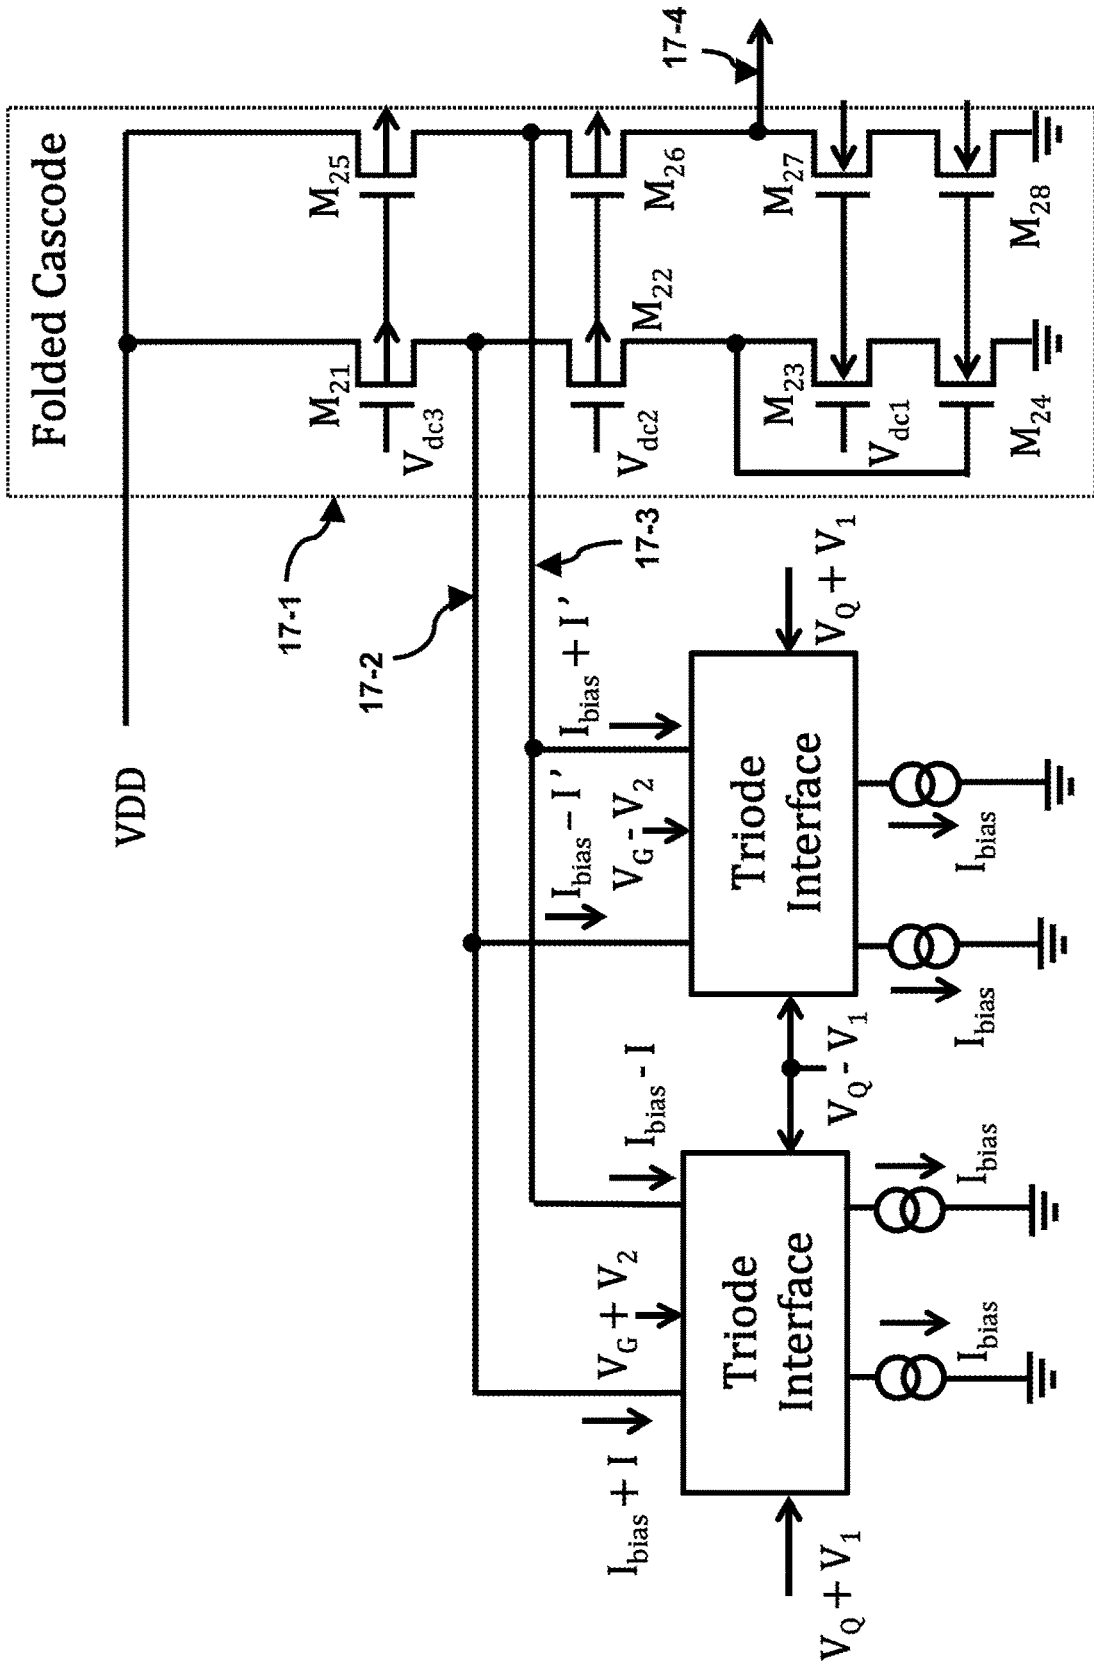 Folded Cascode
VDD
17-1
17-2
17-3
17-4
M21
Vdc3
M25
M22
Vdc2
M26
M23
Vdc1
M27
M24
M28
Ibias + I
VG + V2
Ibias - I
Ibias − I’
VG - V2
Ibias + I’
Triode
Interface
Triode
Interface
VQ + V1
VQ - V1
VQ + V1
Ibias
Ibias
Ibias
Ibias